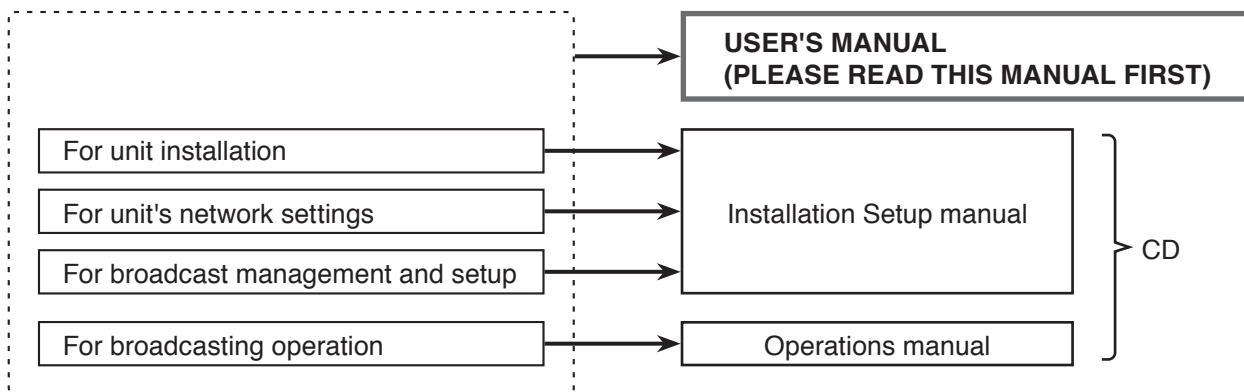 USER'S MANUAL
(PLEASE READ THIS MANUAL FIRST)
For unit installation
For unit's network settings
Installation Setup manual
For broadcast management and setup
CD
For broadcasting operation
Operations manual